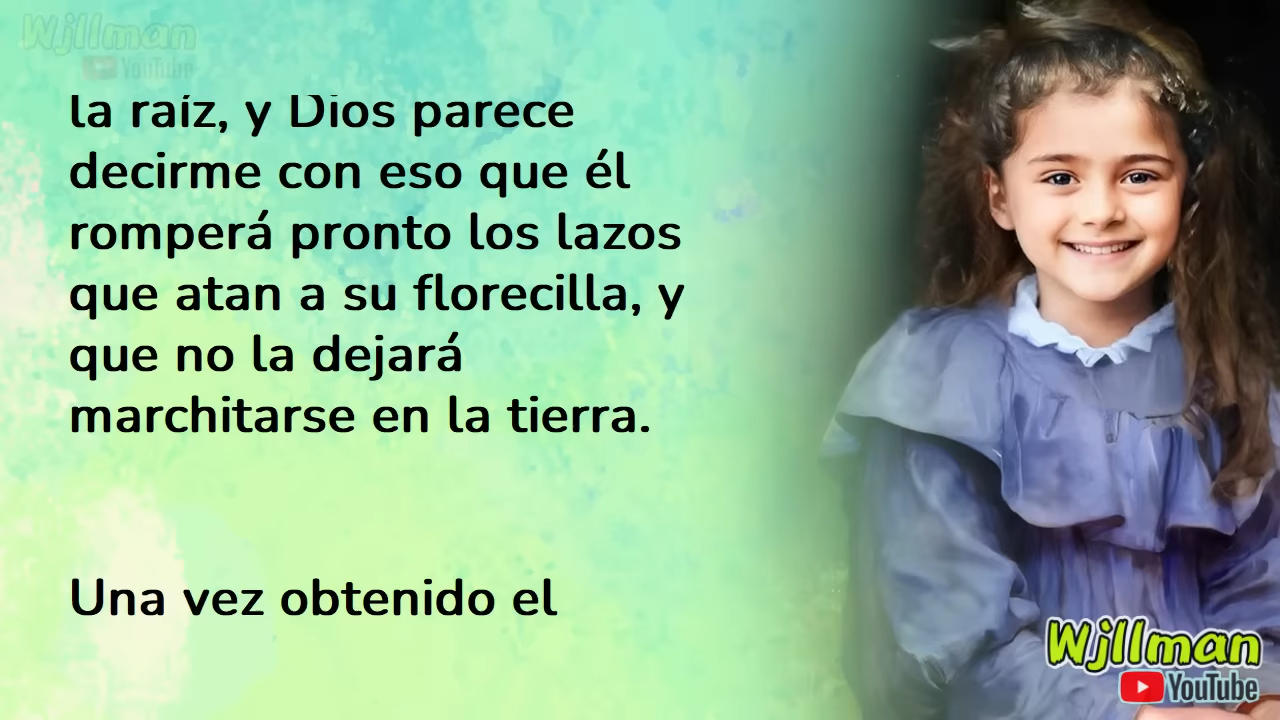 Wjllman
YouTube
la raíz, y Dios parece
decirme con eso que él
romperá pronto los lazos
que atan a su florecilla, y
que no la dejará
marchitarse en la tierra.
Una vez obtenido el
Wjllman
YouTube